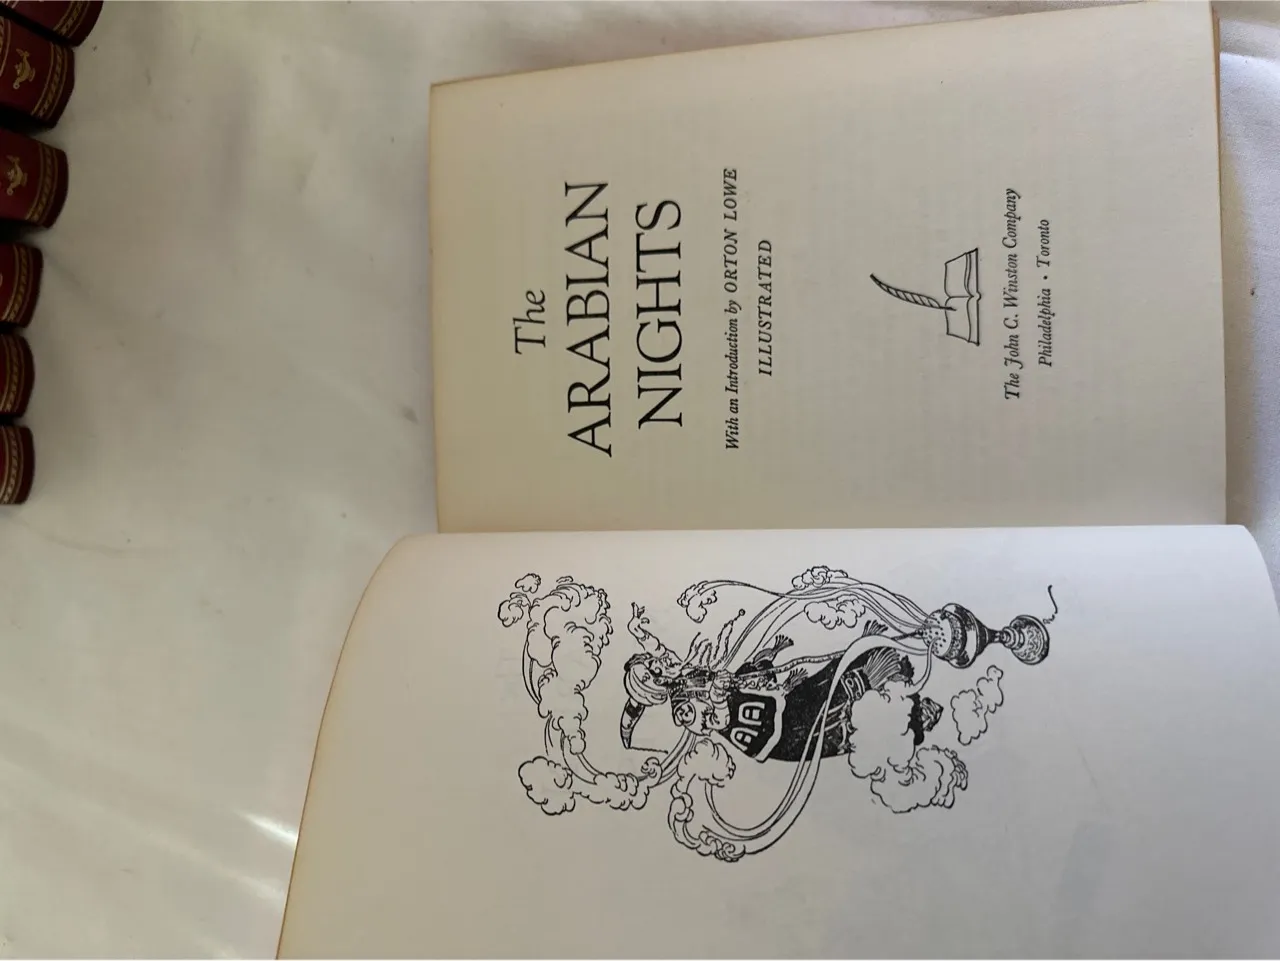 The
ARABIAN
NIGHTS
With an Introduction by ORTON LOWE
ILLUSTRATED
The John C. Winston Company
Philadelphia • Toronto